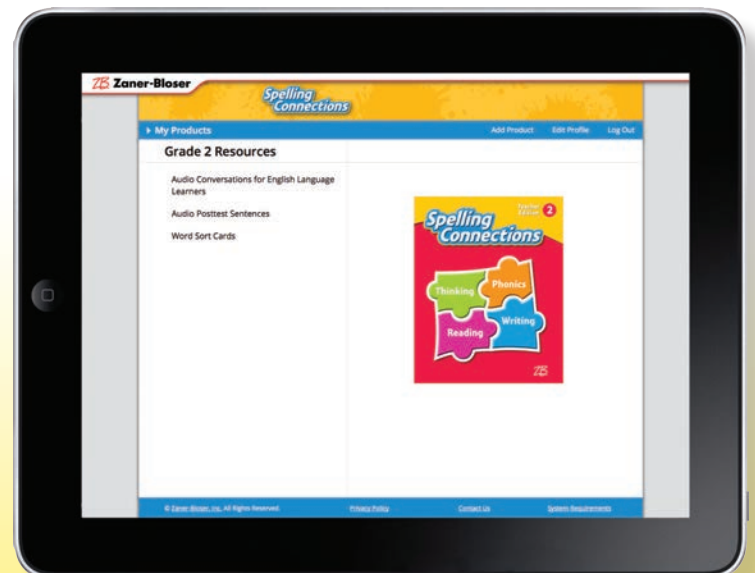 ZB Zaner-Bloser
Spelling
Connections
My Products
Add Product Edit Profile Log Out
Grade 2 Resources
Audio Conversations for English Language
Learners
Audio Posttest Sentences
Word Sort Cards
Teacher
Edition 2
Spelling
Connections
Thinking
Phonics
Reading
Writing
ZB
© Zaner-Bloser, Inc. All Rights Reserved.
Privacy Policy
Contact Us
System Requirements